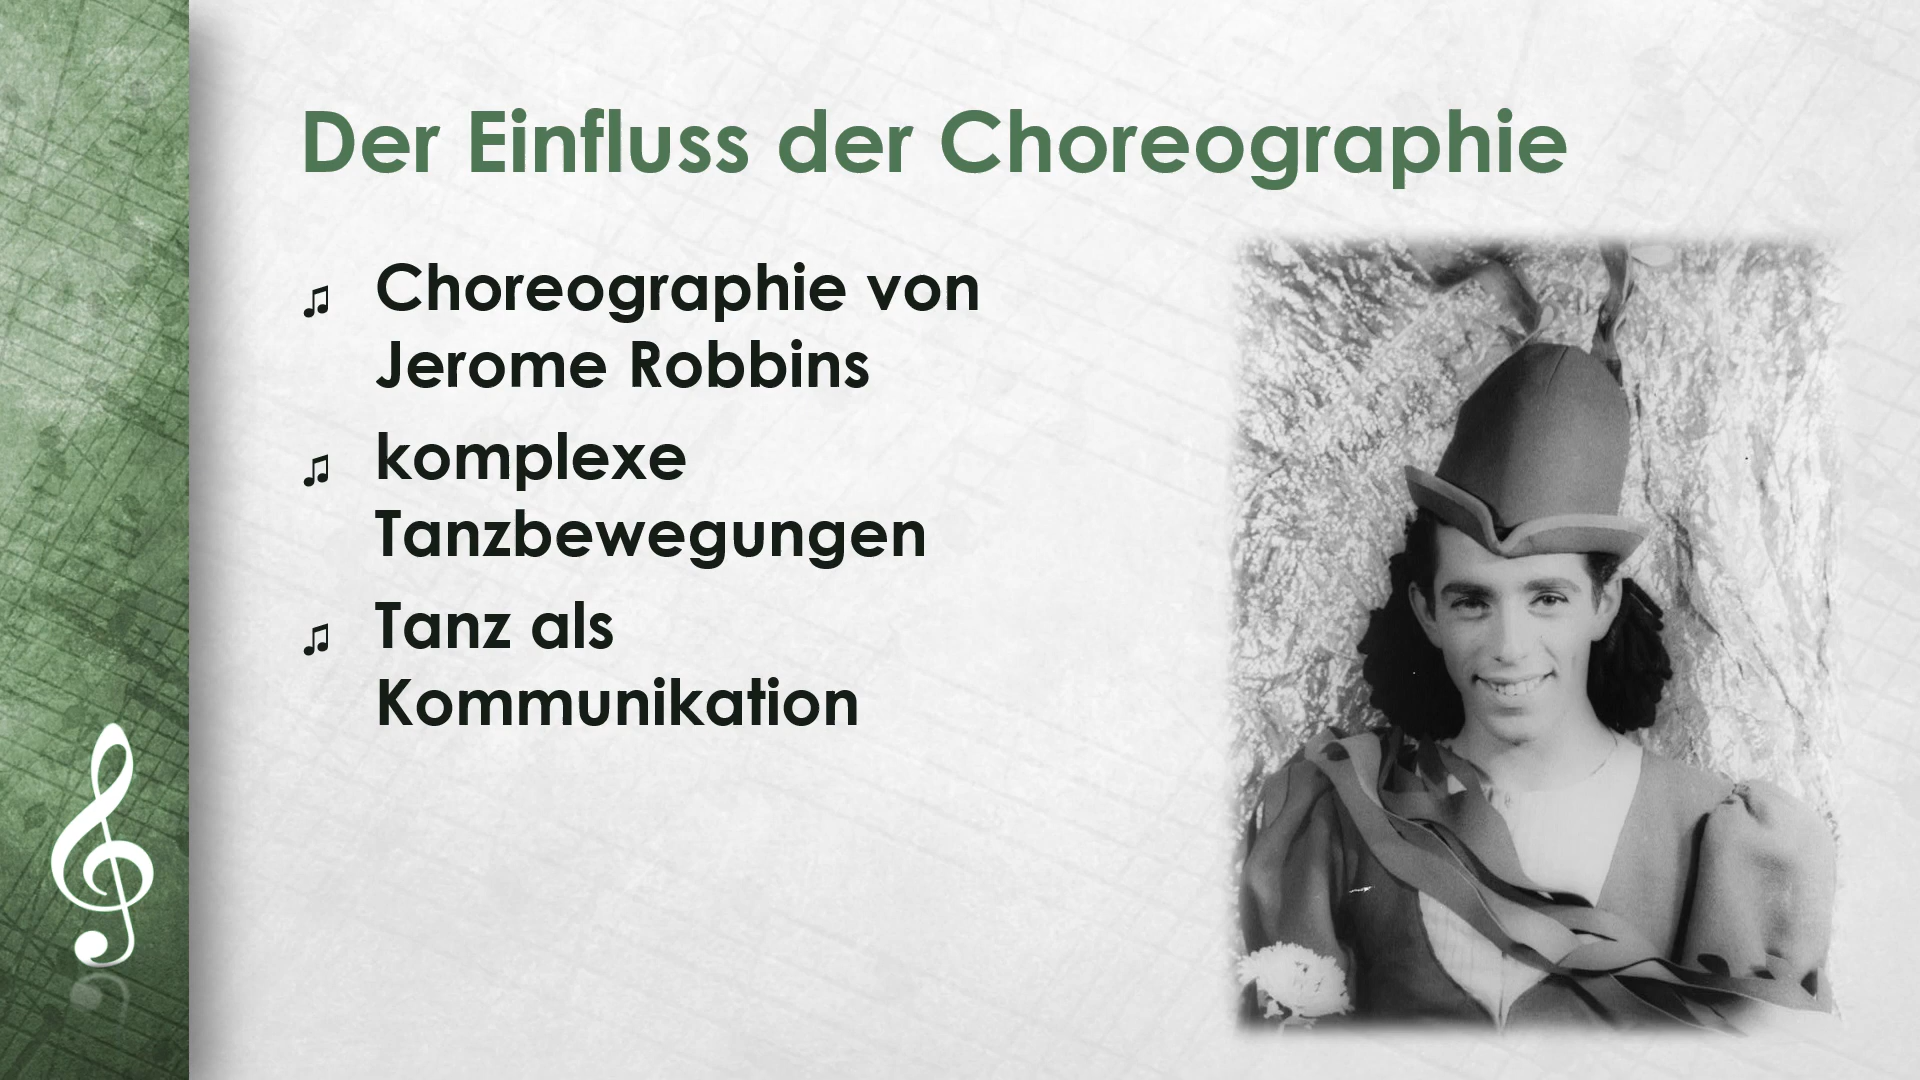 Der Einfluss der Choreographie
♫ Choreographie von
Jerome Robbins
♫ komplexe
Tanzbewegungen
♫ Tanz als
Kommunikation